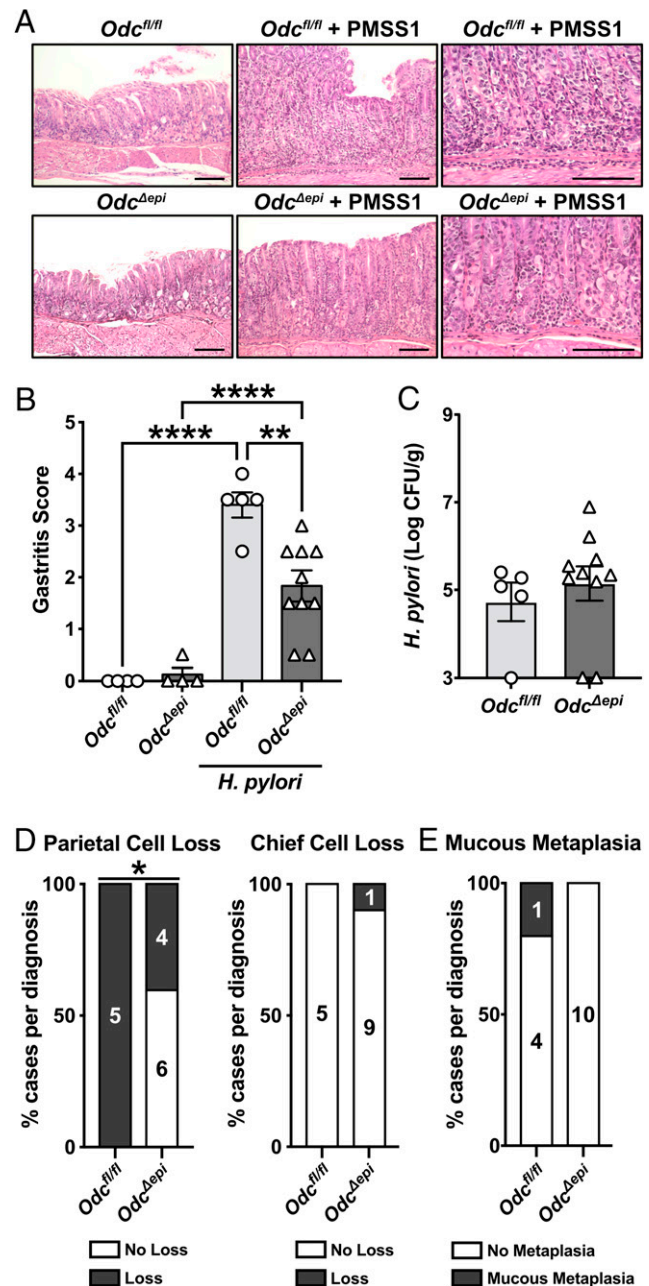 A
Odc^fl/fl
Odc^fl/fl + PMSS1
Odc^fl/fl + PMSS1
Odc^Δepi
Odc^Δepi + PMSS1
Odc^Δepi + PMSS1
B
Gastritis Score
5
4
3
2
1
0
****
****
**
Odc^fl/fl
Odc^Δepi
Odc^fl/fl
Odc^Δepi
H. pylori
C
H. pylori (Log CFU/g)
9
7
5
3
Odc^fl/fl
Odc^Δepi
D
Parietal Cell Loss
*
% cases per diagnosis
100
50
0
5
4
6
Odc^fl/fl
Odc^Δepi
No Loss
Loss
Chief Cell Loss
% cases per diagnosis
100
50
0
5
1
9
Odc^fl/fl
Odc^Δepi
No Loss
Loss
E
Mucous Metaplasia
% cases per diagnosis
100
50
0
1
4
10
Odc^fl/fl
Odc^Δepi
No Metaplasia
Mucous Metaplasia